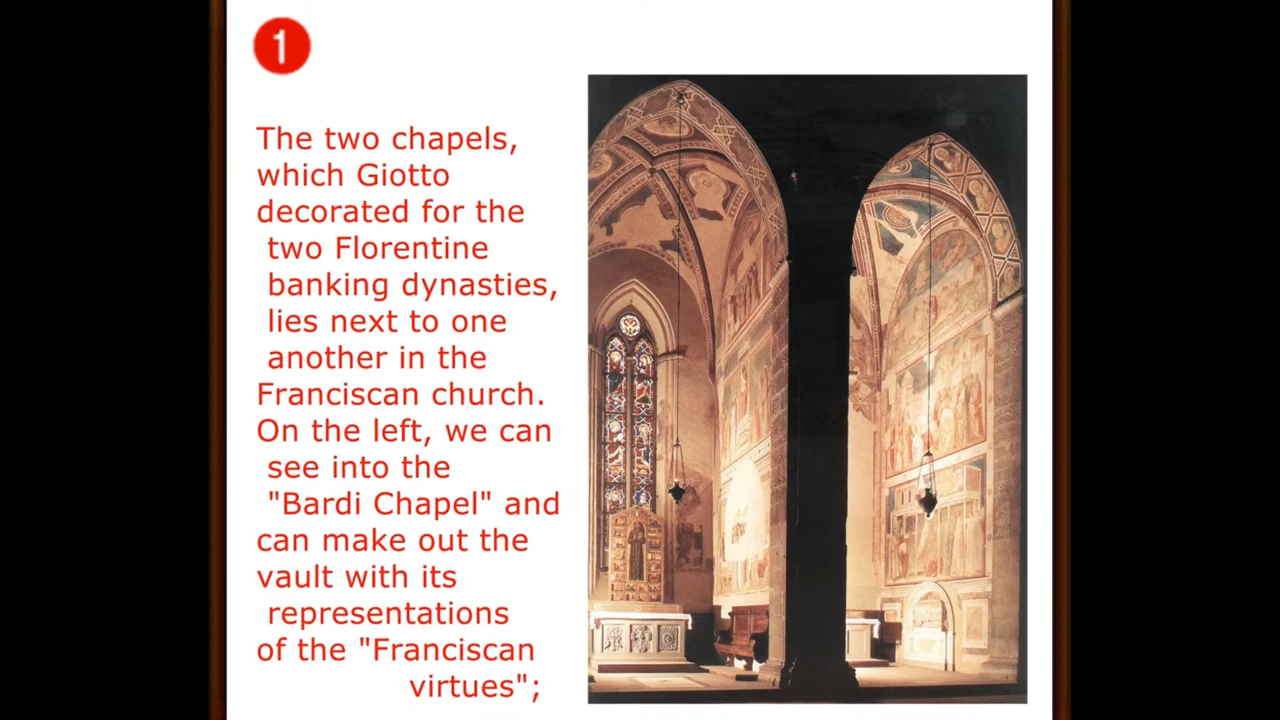 1
The two chapels,
which Giotto
decorated for the
two Florentine
banking dynasties,
lies next to one
another in the
Franciscan church.
On the left, we can
see into the
"Bardi Chapel" and
can make out the
vault with its
representations
of the "Franciscan
virtues";